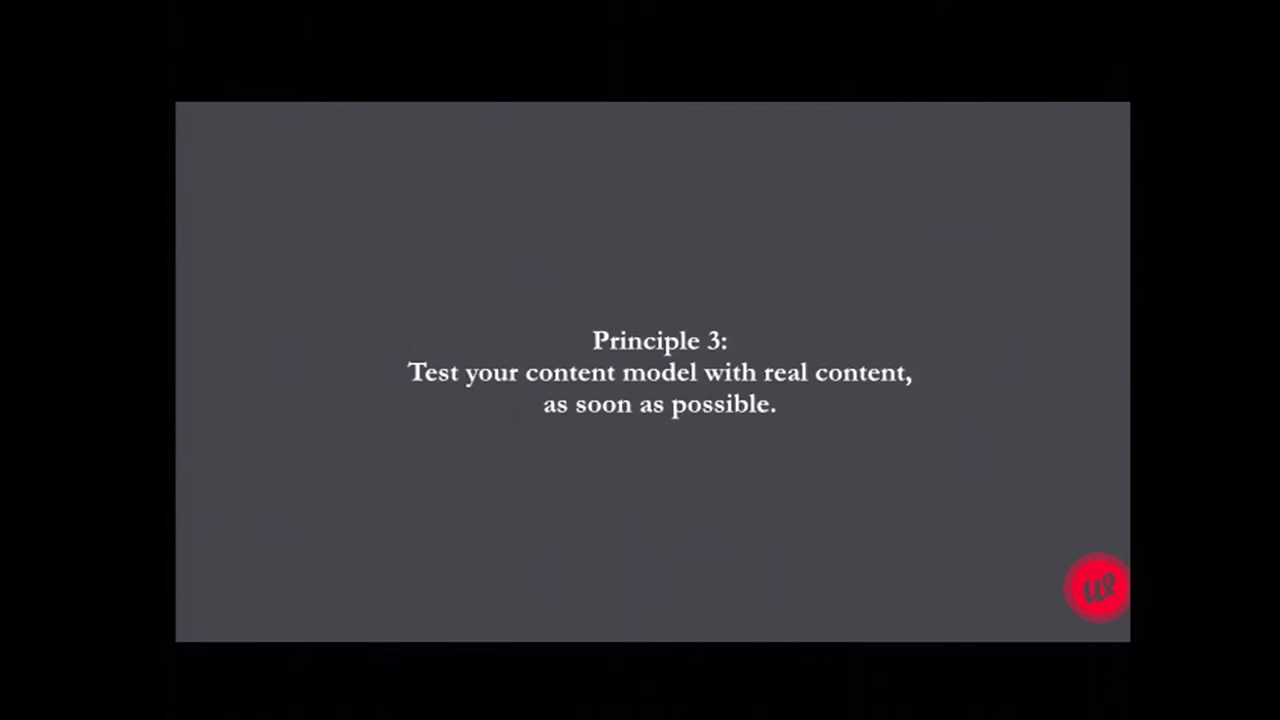 Principle 3:
Test your content model with real content,
as soon as possible.